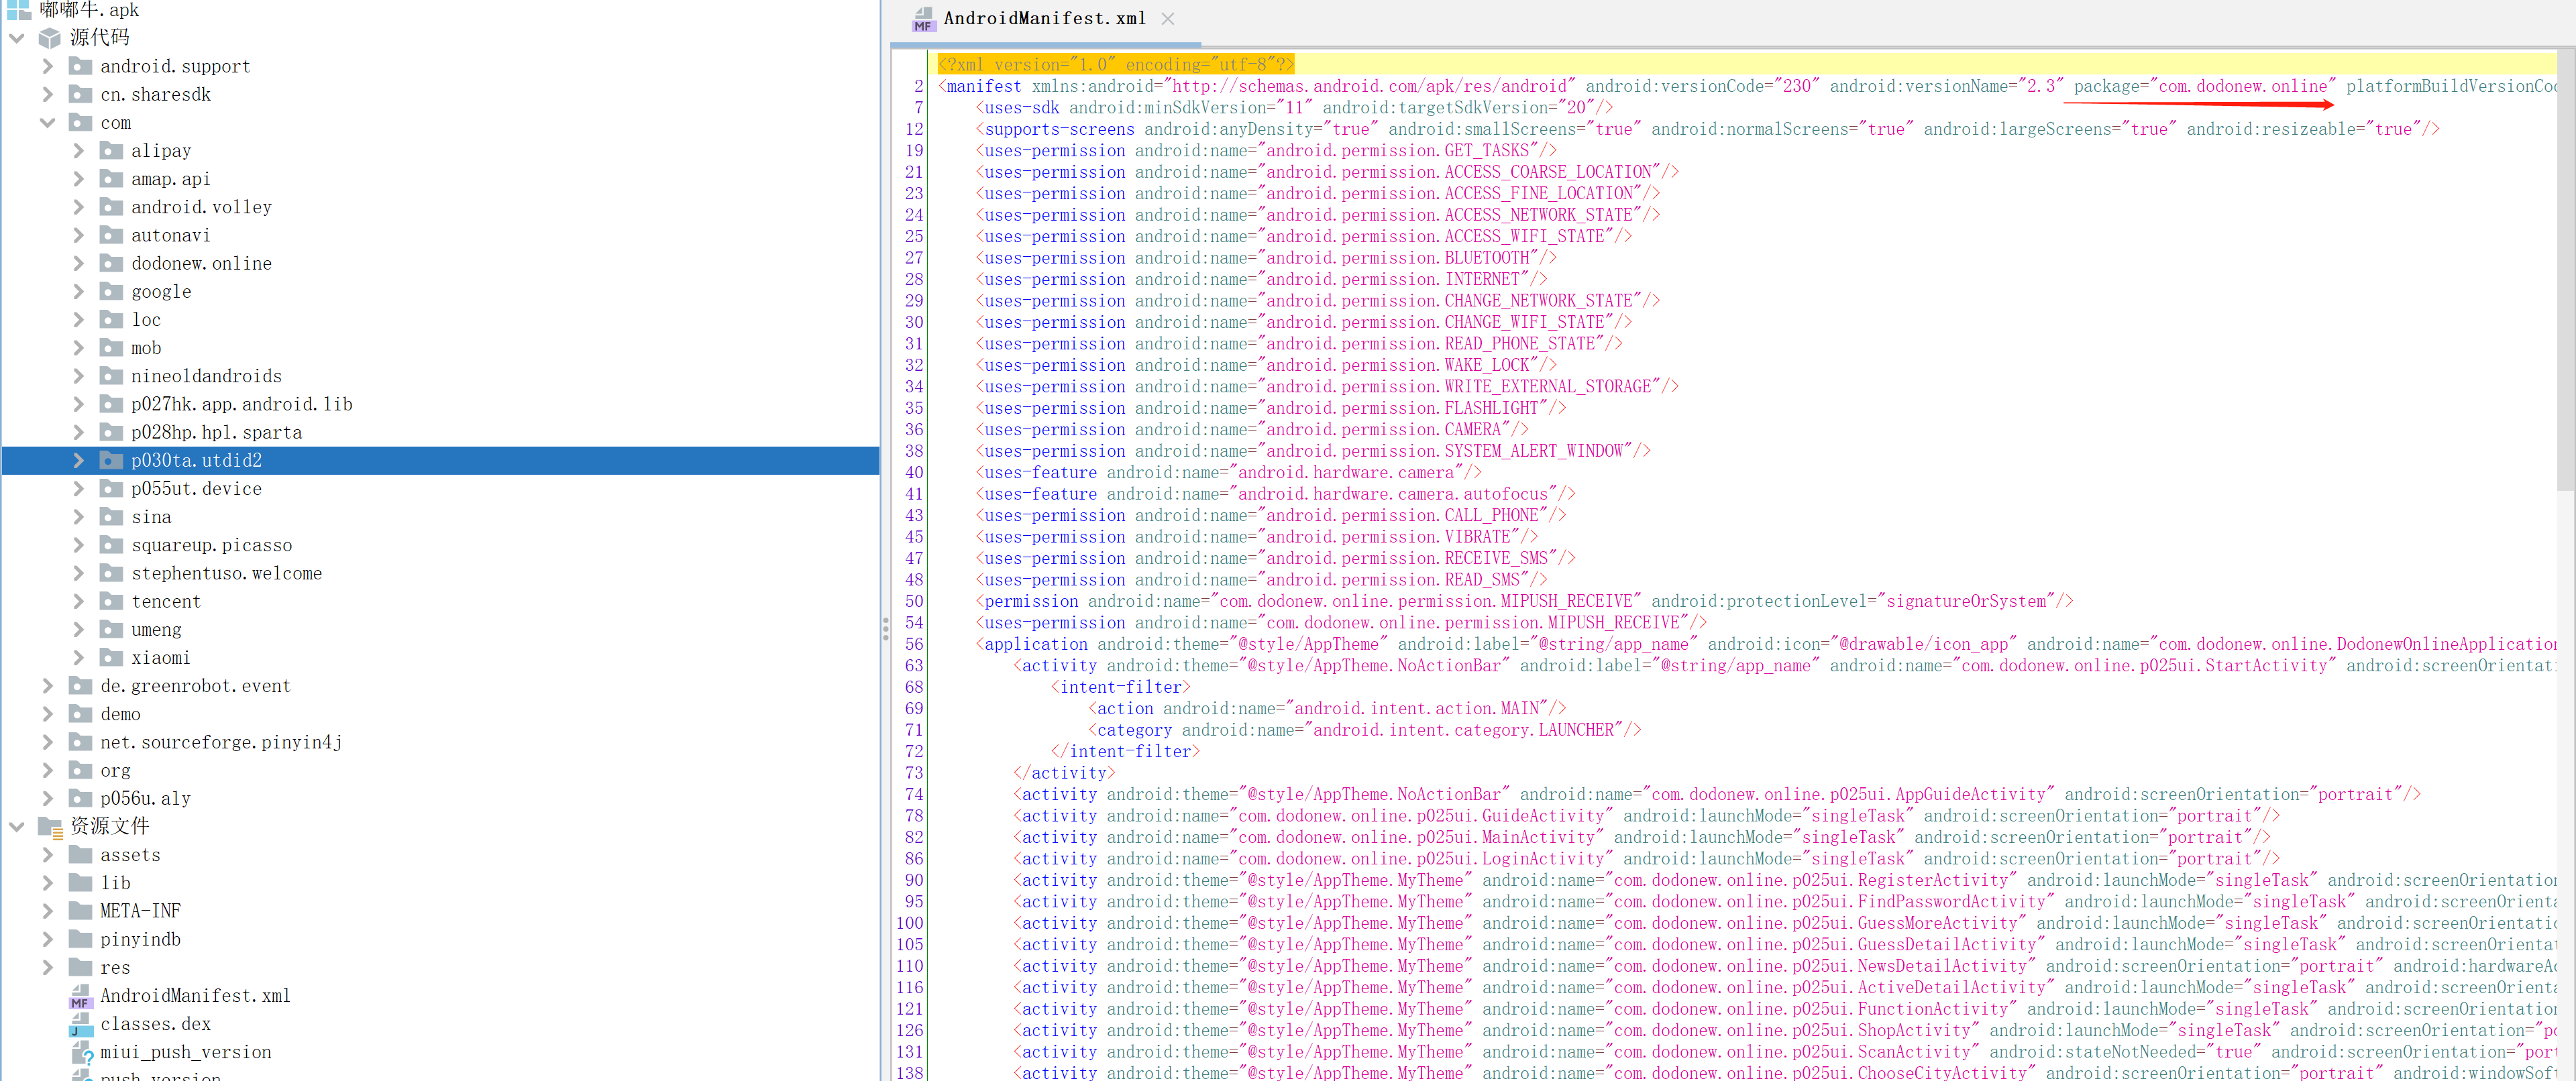 嘟嘟牛.apk
源代码
android.support
cn.sharesdk
com
alipay
amap.api
android.volley
autonavi
dodonew.online
google
loc
mob
nineoldandroids
p027hk.app.android.lib
p028hp.hpl.sparta
p030ta.utdid2
p055ut.device
sina
squareup.picasso
stephentuso.welcome
tencent
umeng
xiaomi
de.greenrobot.event
demo
net.sourceforge.pinyin4j
org
p056u.aly
资源文件
assets
lib
META-INF
pinyindb
res
MF AndroidManifest.xml
J classes.dex
miui_push_version
push_version
MF AndroidManifest.xml
<?xml version="1.0" encoding="utf-8"?>
2 <manifest xmlns:android="http://schemas.android.com/apk/res/android" android:versionCode="230" android:versionName="2.3" package="com.dodonew.online" platformBuildVersionCo
7 <uses-sdk android:minSdkVersion="11" android:targetSdkVersion="20"/>
12 <supports-screens android:anyDensity="true" android:smallScreens="true" android:normalScreens="true" android:largeScreens="true" android:resizeable="true"/>
19 <uses-permission android:name="android.permission.GET_TASKS"/>
21 <uses-permission android:name="android.permission.ACCESS_COARSE_LOCATION"/>
23 <uses-permission android:name="android.permission.ACCESS_FINE_LOCATION"/>
24 <uses-permission android:name="android.permission.ACCESS_NETWORK_STATE"/>
25 <uses-permission android:name="android.permission.ACCESS_WIFI_STATE"/>
27 <uses-permission android:name="android.permission.BLUETOOTH"/>
28 <uses-permission android:name="android.permission.INTERNET"/>
29 <uses-permission android:name="android.permission.CHANGE_NETWORK_STATE"/>
30 <uses-permission android:name="android.permission.CHANGE_WIFI_STATE"/>
31 <uses-permission android:name="android.permission.READ_PHONE_STATE"/>
32 <uses-permission android:name="android.permission.WAKE_LOCK"/>
34 <uses-permission android:name="android.permission.WRITE_EXTERNAL_STORAGE"/>
35 <uses-permission android:name="android.permission.FLASHLIGHT"/>
36 <uses-permission android:name="android.permission.CAMERA"/>
38 <uses-permission android:name="android.permission.SYSTEM_ALERT_WINDOW"/>
40 <uses-feature android:name="android.hardware.camera"/>
41 <uses-feature android:name="android.hardware.camera.autofocus"/>
43 <uses-permission android:name="android.permission.CALL_PHONE"/>
45 <uses-permission android:name="android.permission.VIBRATE"/>
47 <uses-permission android:name="android.permission.RECEIVE_SMS"/>
48 <uses-permission android:name="android.permission.READ_SMS"/>
50 <permission android:name="com.dodonew.online.permission.MIPUSH_RECEIVE" android:protectionLevel="signatureOrSystem"/>
54 <uses-permission android:name="com.dodonew.online.permission.MIPUSH_RECEIVE"/>
56 <application android:theme="@style/AppTheme" android:label="@string/app_name" android:icon="@drawable/icon_app" android:name="com.dodonew.online.DodonewOnlineApplication
63 <activity android:theme="@style/AppTheme.NoActionBar" android:label="@string/app_name" android:name="com.dodonew.online.p025ui.StartActivity" android:screenOrientati
68 <intent-filter>
69 <action android:name="android.intent.action.MAIN"/>
71 <category android:name="android.intent.category.LAUNCHER"/>
72 </intent-filter>
73 </activity>
74 <activity android:theme="@style/AppTheme.NoActionBar" android:name="com.dodonew.online.p025ui.AppGuideActivity" android:screenOrientation="portrait"/>
78 <activity android:name="com.dodonew.online.p025ui.GuideActivity" android:launchMode="singleTask" android:screenOrientation="portrait"/>
82 <activity android:name="com.dodonew.online.p025ui.MainActivity" android:launchMode="singleTask" android:screenOrientation="portrait"/>
86 <activity android:name="com.dodonew.online.p025ui.LoginActivity" android:launchMode="singleTask" android:screenOrientation="portrait"/>
90 <activity android:theme="@style/AppTheme.MyTheme" android:name="com.dodonew.online.p025ui.RegisterActivity" android:launchMode="singleTask" android:screenOrientation
95 <activity android:theme="@style/AppTheme.MyTheme" android:name="com.dodonew.online.p025ui.FindPasswordActivity" android:launchMode="singleTask" android:screenOrienta
100 <activity android:theme="@style/AppTheme.MyTheme" android:name="com.dodonew.online.p025ui.GuessMoreActivity" android:launchMode="singleTask" android:screenOrientatio
105 <activity android:theme="@style/AppTheme.MyTheme" android:name="com.dodonew.online.p025ui.GuessDetailActivity" android:launchMode="singleTask" android:screenOrientat
110 <activity android:theme="@style/AppTheme.MyTheme" android:name="com.dodonew.online.p025ui.NewsDetailActivity" android:screenOrientation="portrait" android:hardwareAc
116 <activity android:theme="@style/AppTheme.MyTheme" android:name="com.dodonew.online.p025ui.ActiveDetailActivity" android:launchMode="singleTask" android:screenOrienta
121 <activity android:theme="@style/AppTheme.MyTheme" android:name="com.dodonew.online.p025ui.FunctionActivity" android:launchMode="singleTask" android:screenOrientation
126 <activity android:theme="@style/AppTheme.MyTheme" android:name="com.dodonew.online.p025ui.ShopActivity" android:launchMode="singleTask" android:screenOrientation="po
131 <activity android:theme="@style/AppTheme.MyTheme" android:name="com.dodonew.online.p025ui.ScanActivity" android:stateNotNeeded="true" android:screenOrientation="port
138 <activity android:theme="@style/AppTheme.MyTheme" android:name="com.dodonew.online.p025ui.ChooseCityActivity" android:screenOrientation="portrait" android:windowSoft